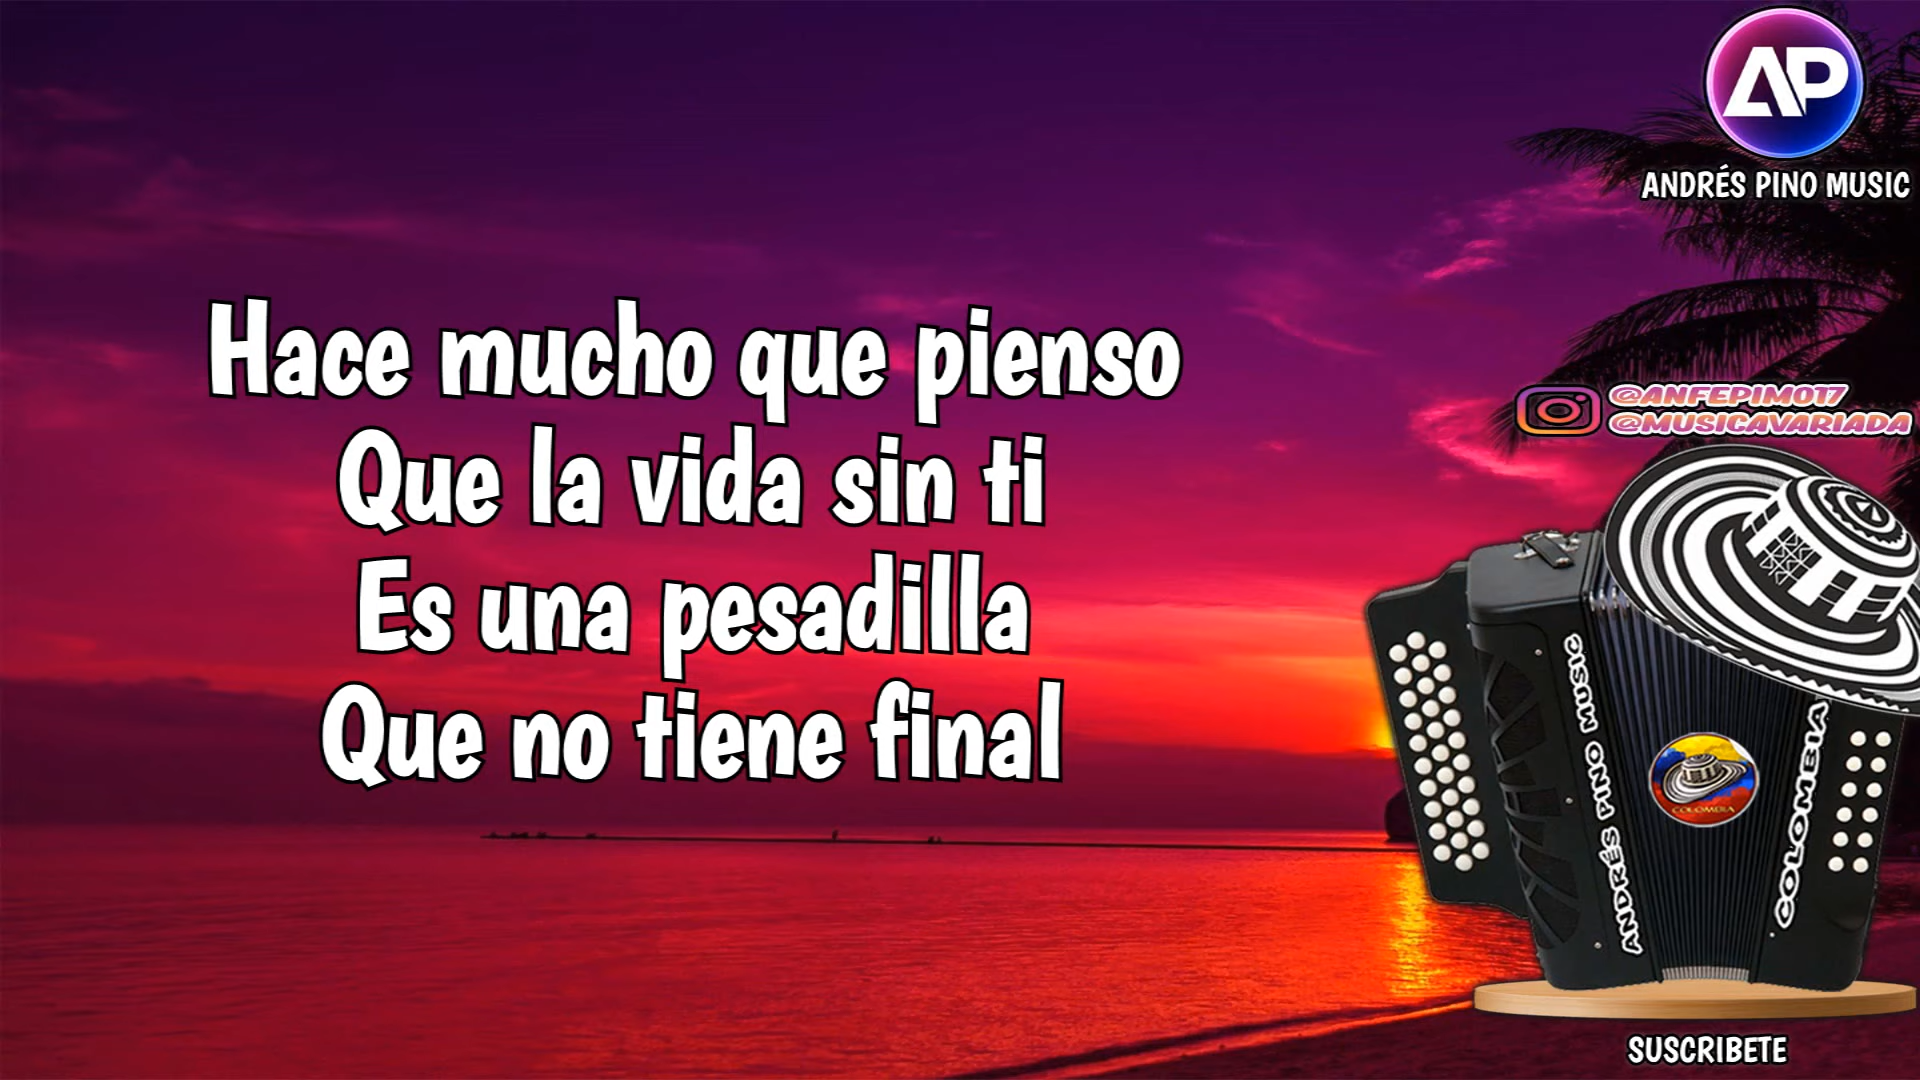 AP
ANDRÉS PINO MUSIC
Hace mucho que pienso
Que la vida sin ti
Es una pesadilla
Que no tiene final
@ANFEPIMO17
@MUSICAVARIADA
ANDRÉS PINO MUSIC
COLOMBIA
COLOMBIA
SUSCRIBETE